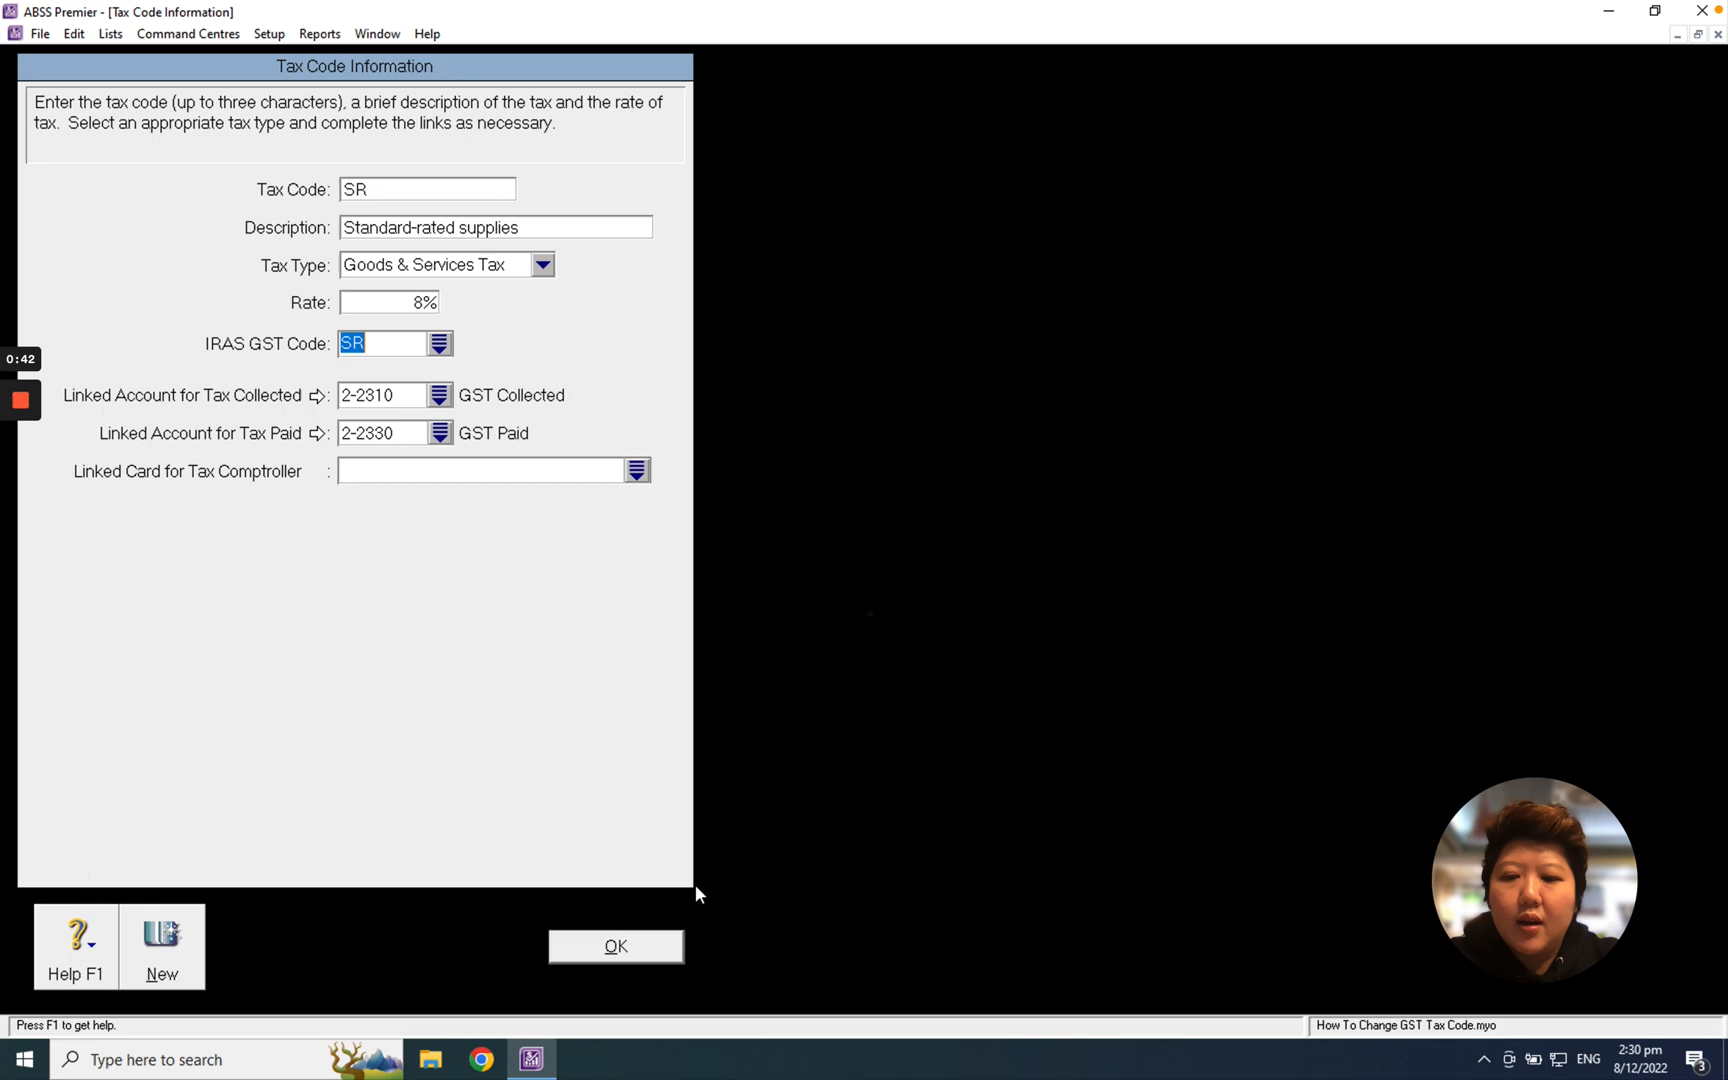 ABSS Premier - [Tax Code Information]
File Edit Lists Command Centres Setup Reports Window Help
Tax Code Information
Enter the tax code (up to three characters), a brief description of the tax and the rate of
tax. Select an appropriate tax type and complete the links as necessary.
Tax Code: SR
Description: Standard-rated supplies
Tax Type: Goods & Services Tax
Rate: 8%
IRAS GST Code: SR
0:42
Linked Account for Tax Collected : 2-2310 GST Collected
Linked Account for Tax Paid : 2-2330 GST Paid
Linked Card for Tax Comptroller :
OK
Help F1 New
Press F1 to get help. How To Change GST Tax Code.myo
Type here to search ENG 2:30 pm
8/12/2022 3